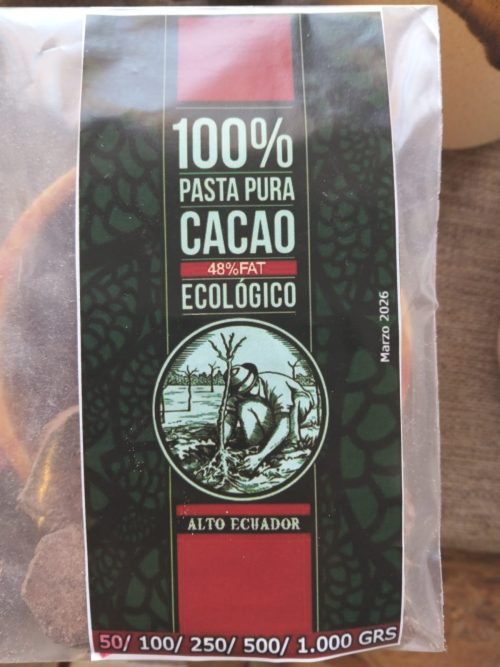 100%
PASTA PURA
CACAO
48%FAT
ECOLÓGICO
Marzo 2026
ALTO ECUADOR
50/ 100/ 250/ 500/ 1.000 GRS